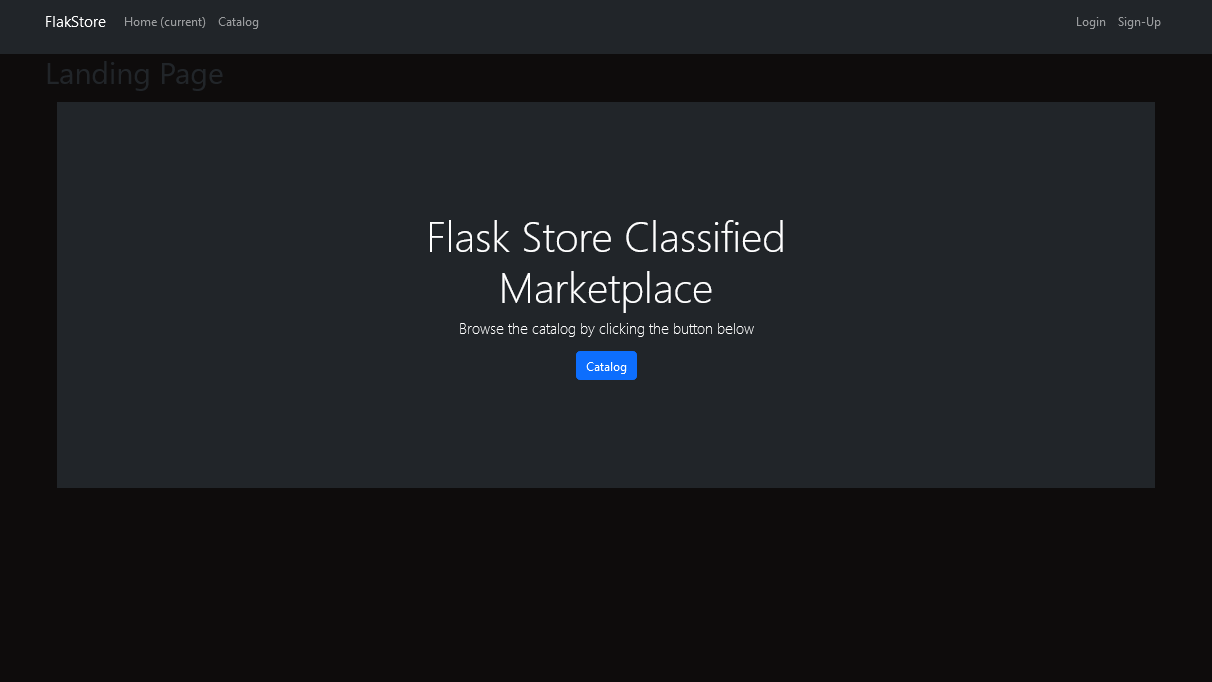 FlakStore Home (current) Catalog Login Sign-Up
Landing Page
Flask Store Classified
Marketplace
Browse the catalog by clicking the button below
Catalog